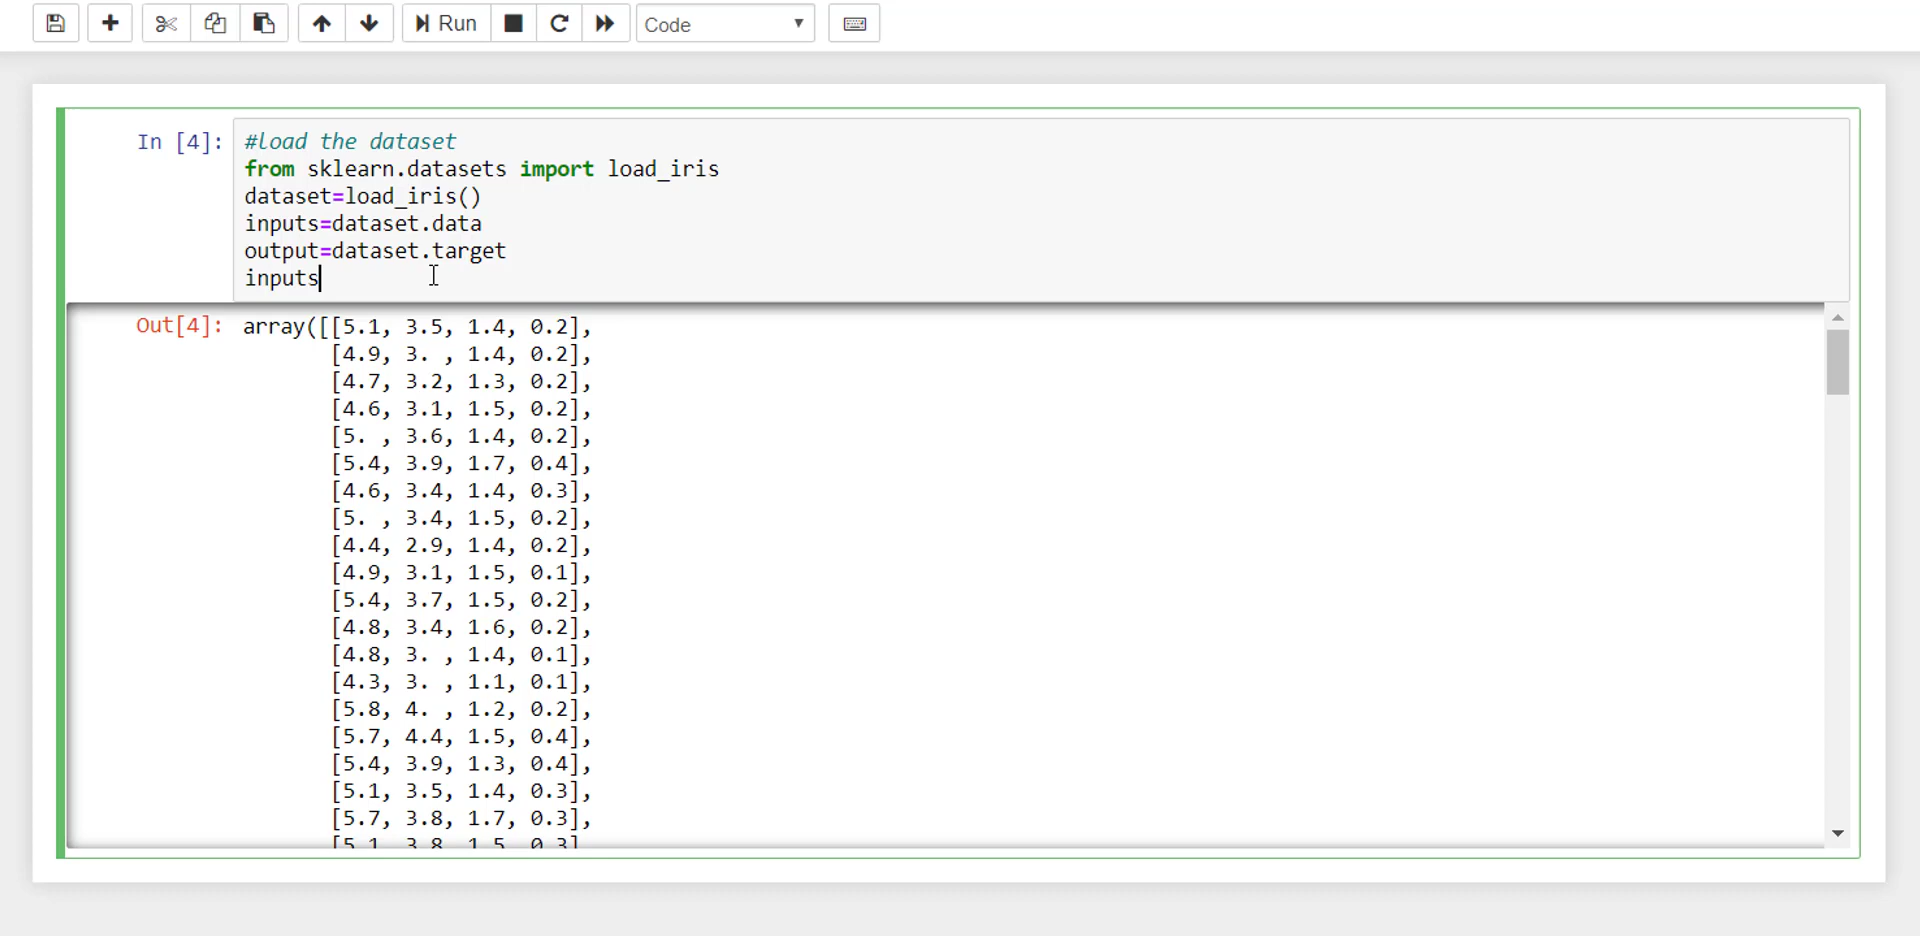 Run Code
In [4]: #load the dataset
from sklearn.datasets import load_iris
dataset=load_iris()
inputs=dataset.data
output=dataset.target
inputs
Out[4]: array([[5.1, 3.5, 1.4, 0.2],
[4.9, 3. , 1.4, 0.2],
[4.7, 3.2, 1.3, 0.2],
[4.6, 3.1, 1.5, 0.2],
[5. , 3.6, 1.4, 0.2],
[5.4, 3.9, 1.7, 0.4],
[4.6, 3.4, 1.4, 0.3],
[5. , 3.4, 1.5, 0.2],
[4.4, 2.9, 1.4, 0.2],
[4.9, 3.1, 1.5, 0.1],
[5.4, 3.7, 1.5, 0.2],
[4.8, 3.4, 1.6, 0.2],
[4.8, 3. , 1.4, 0.1],
[4.3, 3. , 1.1, 0.1],
[5.8, 4. , 1.2, 0.2],
[5.7, 4.4, 1.5, 0.4],
[5.4, 3.9, 1.3, 0.4],
[5.1, 3.5, 1.4, 0.3],
[5.7, 3.8, 1.7, 0.3],
[5.1, 3.8, 1.5, 0.3]